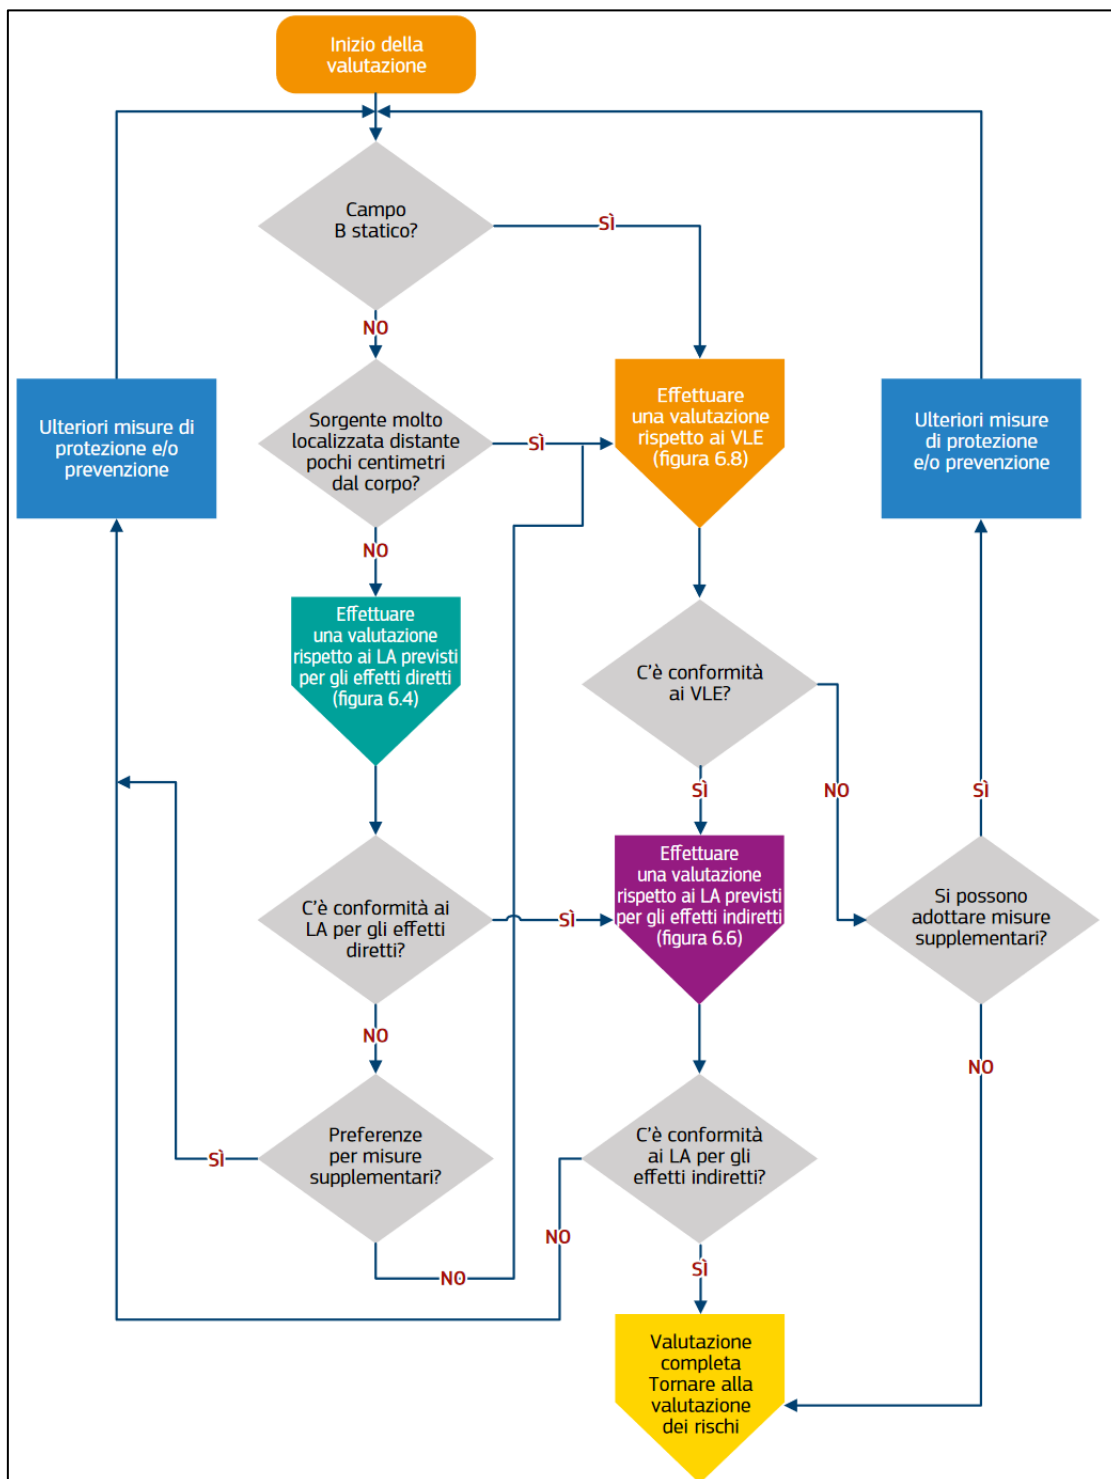 Inizio della
valutazione
Campo
B statico?
SÌ
NO
Ulteriori misure di
protezione e/o
prevenzione
Sorgente molto
localizzata distante
pochi centimetri
dal corpo?
SÌ
Effettuare
una valutazione
rispetto ai VLE
(figura 6.8)
Ulteriori misure
di protezione
e/o prevenzione
NO
Effettuare
una valutazione
rispetto ai LA previsti
per gli effetti diretti
(figura 6.4)
C'è conformità
ai VLE?
SÌ
NO
SÌ
C'è conformità ai
LA per gli effetti
diretti?
SÌ
Effettuare
una valutazione
rispetto ai LA previsti
per gli effetti indiretti
(figura 6.6)
Si possono
adottare misure
supplementari?
NO
NO
Preferenze
per misure
supplementari?
SÌ
C'è conformità
ai LA per gli
effetti indiretti?
NO
NO
SÌ
Valutazione
completa
Tornare alla
valutazione
dei rischi